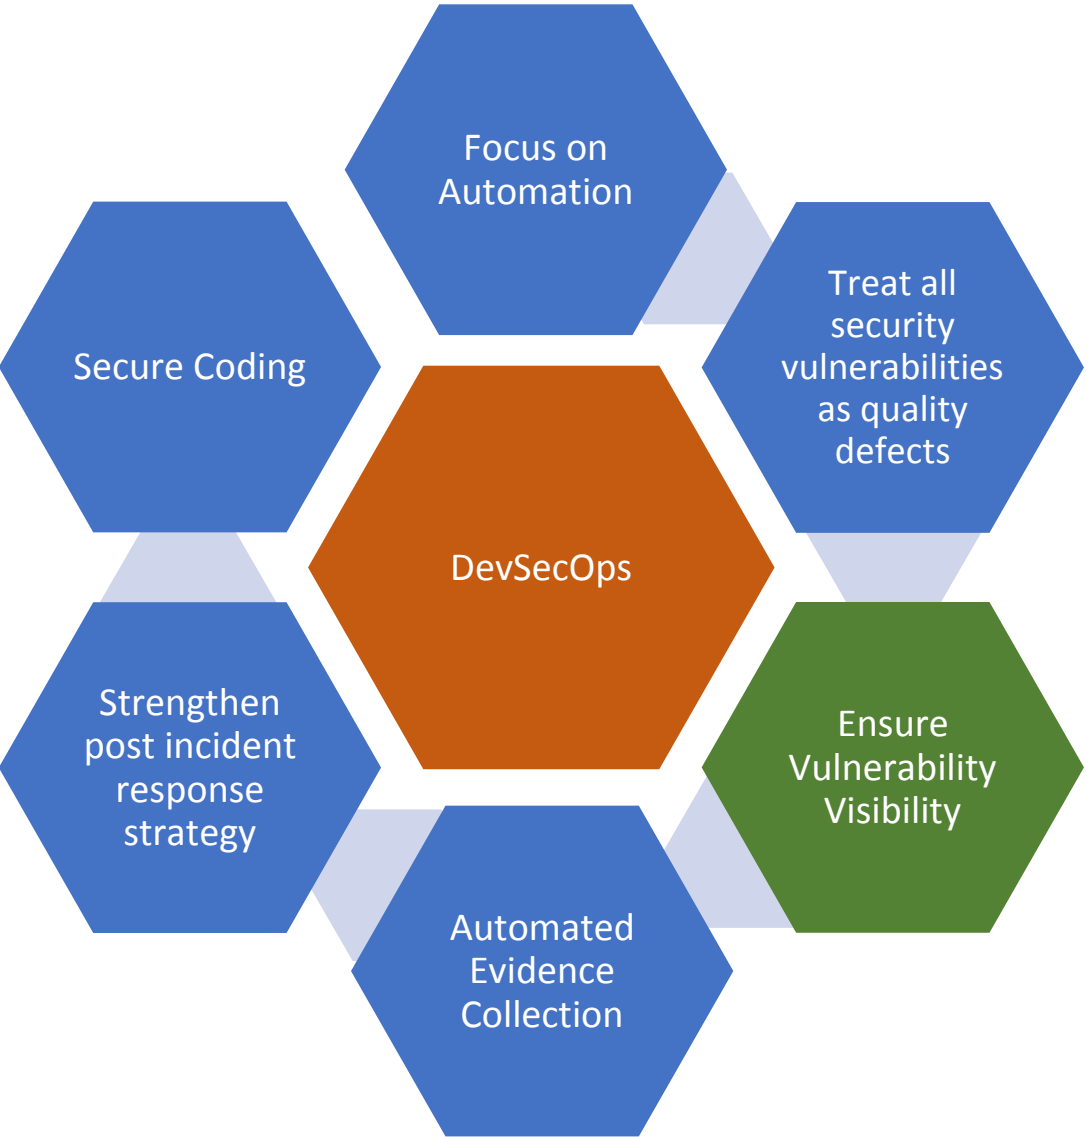 Focus on
Automation
Treat all
security
vulnerabilities
as quality
defects
Secure Coding
DevSecOps
Ensure
Vulnerability
Visibility
Strengthen
post incident
response
strategy
Automated
Evidence
Collection